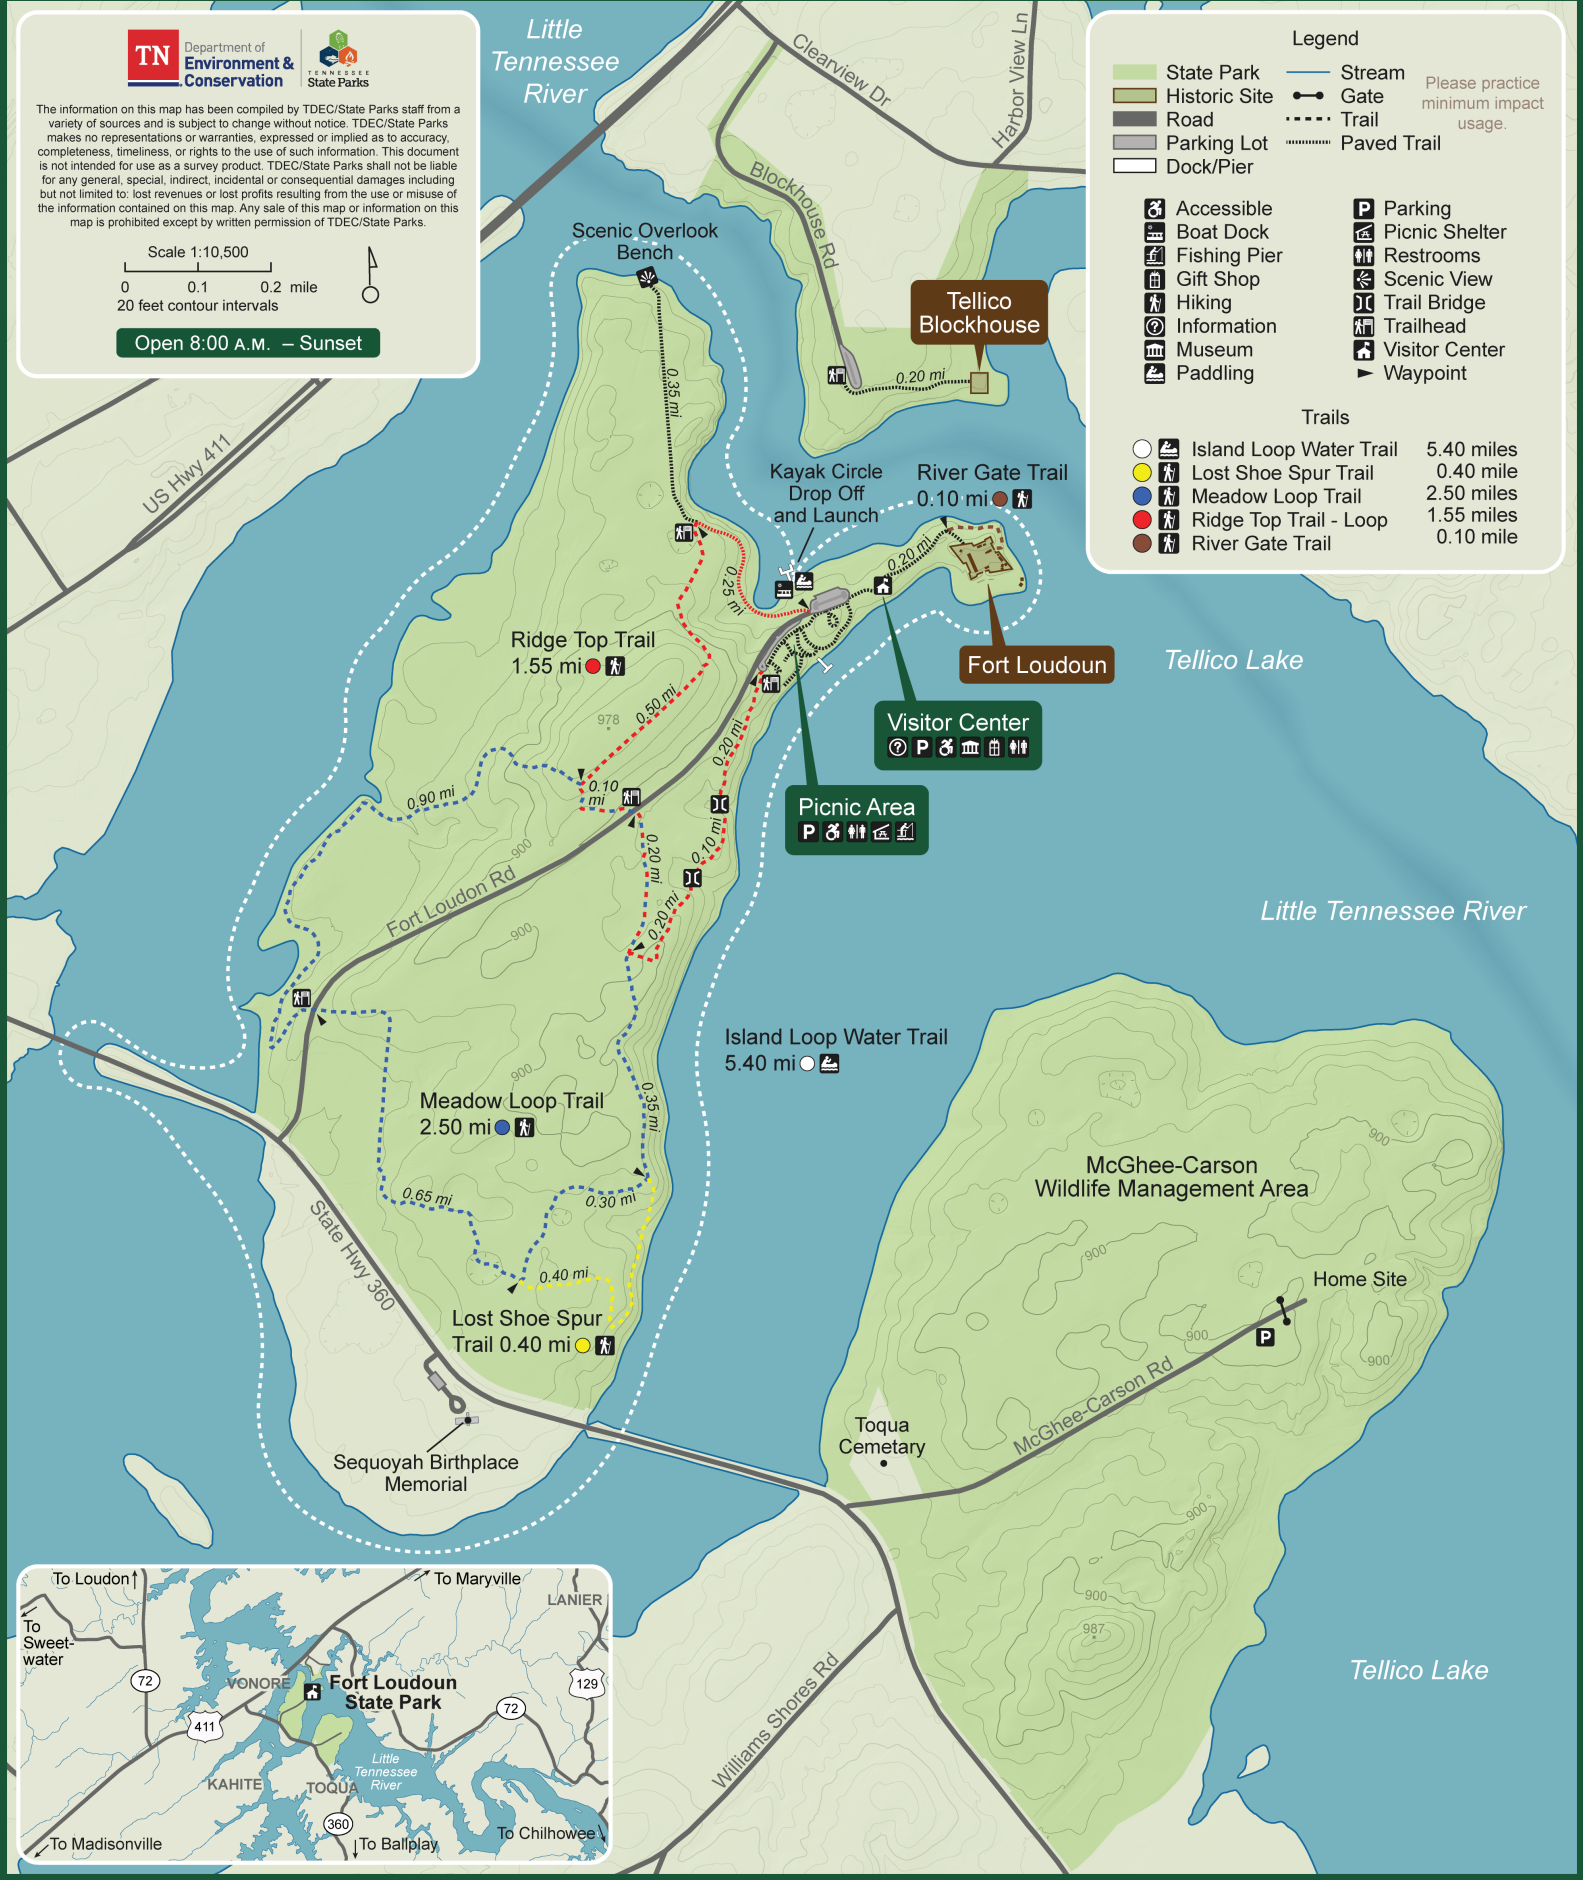 TN
Department of
Environment &
Conservation
TENNESSEE
State Parks
The information on this map has been compiled by TDEC/State Parks staff from a
variety of sources and is subject to change without notice. TDEC/State Parks
makes no representations or warranties, expressed or implied as to accuracy,
completeness, timeliness, or rights to the use of such information. This document
is not intended for use as a survey product. TDEC/State Parks shall not be liable
for any general, special, indirect, incidental or consequential damages including
but not limited to: lost revenues or lost profits resulting from the use or misuse of
the information contained on this map. Any sale of this map or information on this
map is prohibited except by written permission of TDEC/State Parks.
Scale 1:10,500
0 0.1 0.2 mile
20 feet contour intervals
Open 8:00 A.M. – Sunset
Legend
State Park
Historic Site
Road
Parking Lot
Dock/Pier
Stream
Gate
Trail
Paved Trail
Please practice
minimum impact
usage.
Accessible
Boat Dock
Fishing Pier
Gift Shop
Hiking
Information
Museum
Paddling
P Parking
Picnic Shelter
Restrooms
Scenic View
Trail Bridge
Trailhead
Visitor Center
Waypoint
Trails
Island Loop Water Trail 5.40 miles
Lost Shoe Spur Trail 0.40 mile
Meadow Loop Trail 2.50 miles
Ridge Top Trail - Loop 1.55 miles
River Gate Trail 0.10 mile
Little
Tennessee
River
Clearview Dr
Harbor View Ln
Blockhouse Rd
Scenic Overlook
Bench
Tellico
Blockhouse
0.20 mi
0.35 mi
US Hwy 411
Kayak Circle
Drop Off
and Launch
River Gate Trail
0.10 mi
0.20 mi
0.25 mi
Ridge Top Trail
1.55 mi
Fort Loudoun
Tellico Lake
0.50 mi
978
Visitor Center
? P
0.20 mi
Picnic Area
P
0.90 mi
0.10
mi
0.10 mi
0.20 mi
900
Fort Loudon Rd
0.20 mi
900
Little Tennessee River
Island Loop Water Trail
5.40 mi
900
Meadow Loop Trail
2.50 mi
0.35 mi
0.65 mi
0.30 mi
State Hwy 360
0.40 mi
Lost Shoe Spur
Trail 0.40 mi
Sequoyah Birthplace
Memorial
McGhee-Carson
Wildlife Management Area
900
900
Home Site
P
900
900
McGhee-Carson Rd
Toqua
Cemetary
900
900
987
Williams Shores Rd
Tellico Lake
To Loudon
To Maryville
LANIER
To
Sweet-
water
72
VONORE
Fort Loudoun
State Park
129
411
72
Little
Tennessee
River
KAHITE
TOQUA
360
To Madisonville
To Ballplay
To Chilhowee